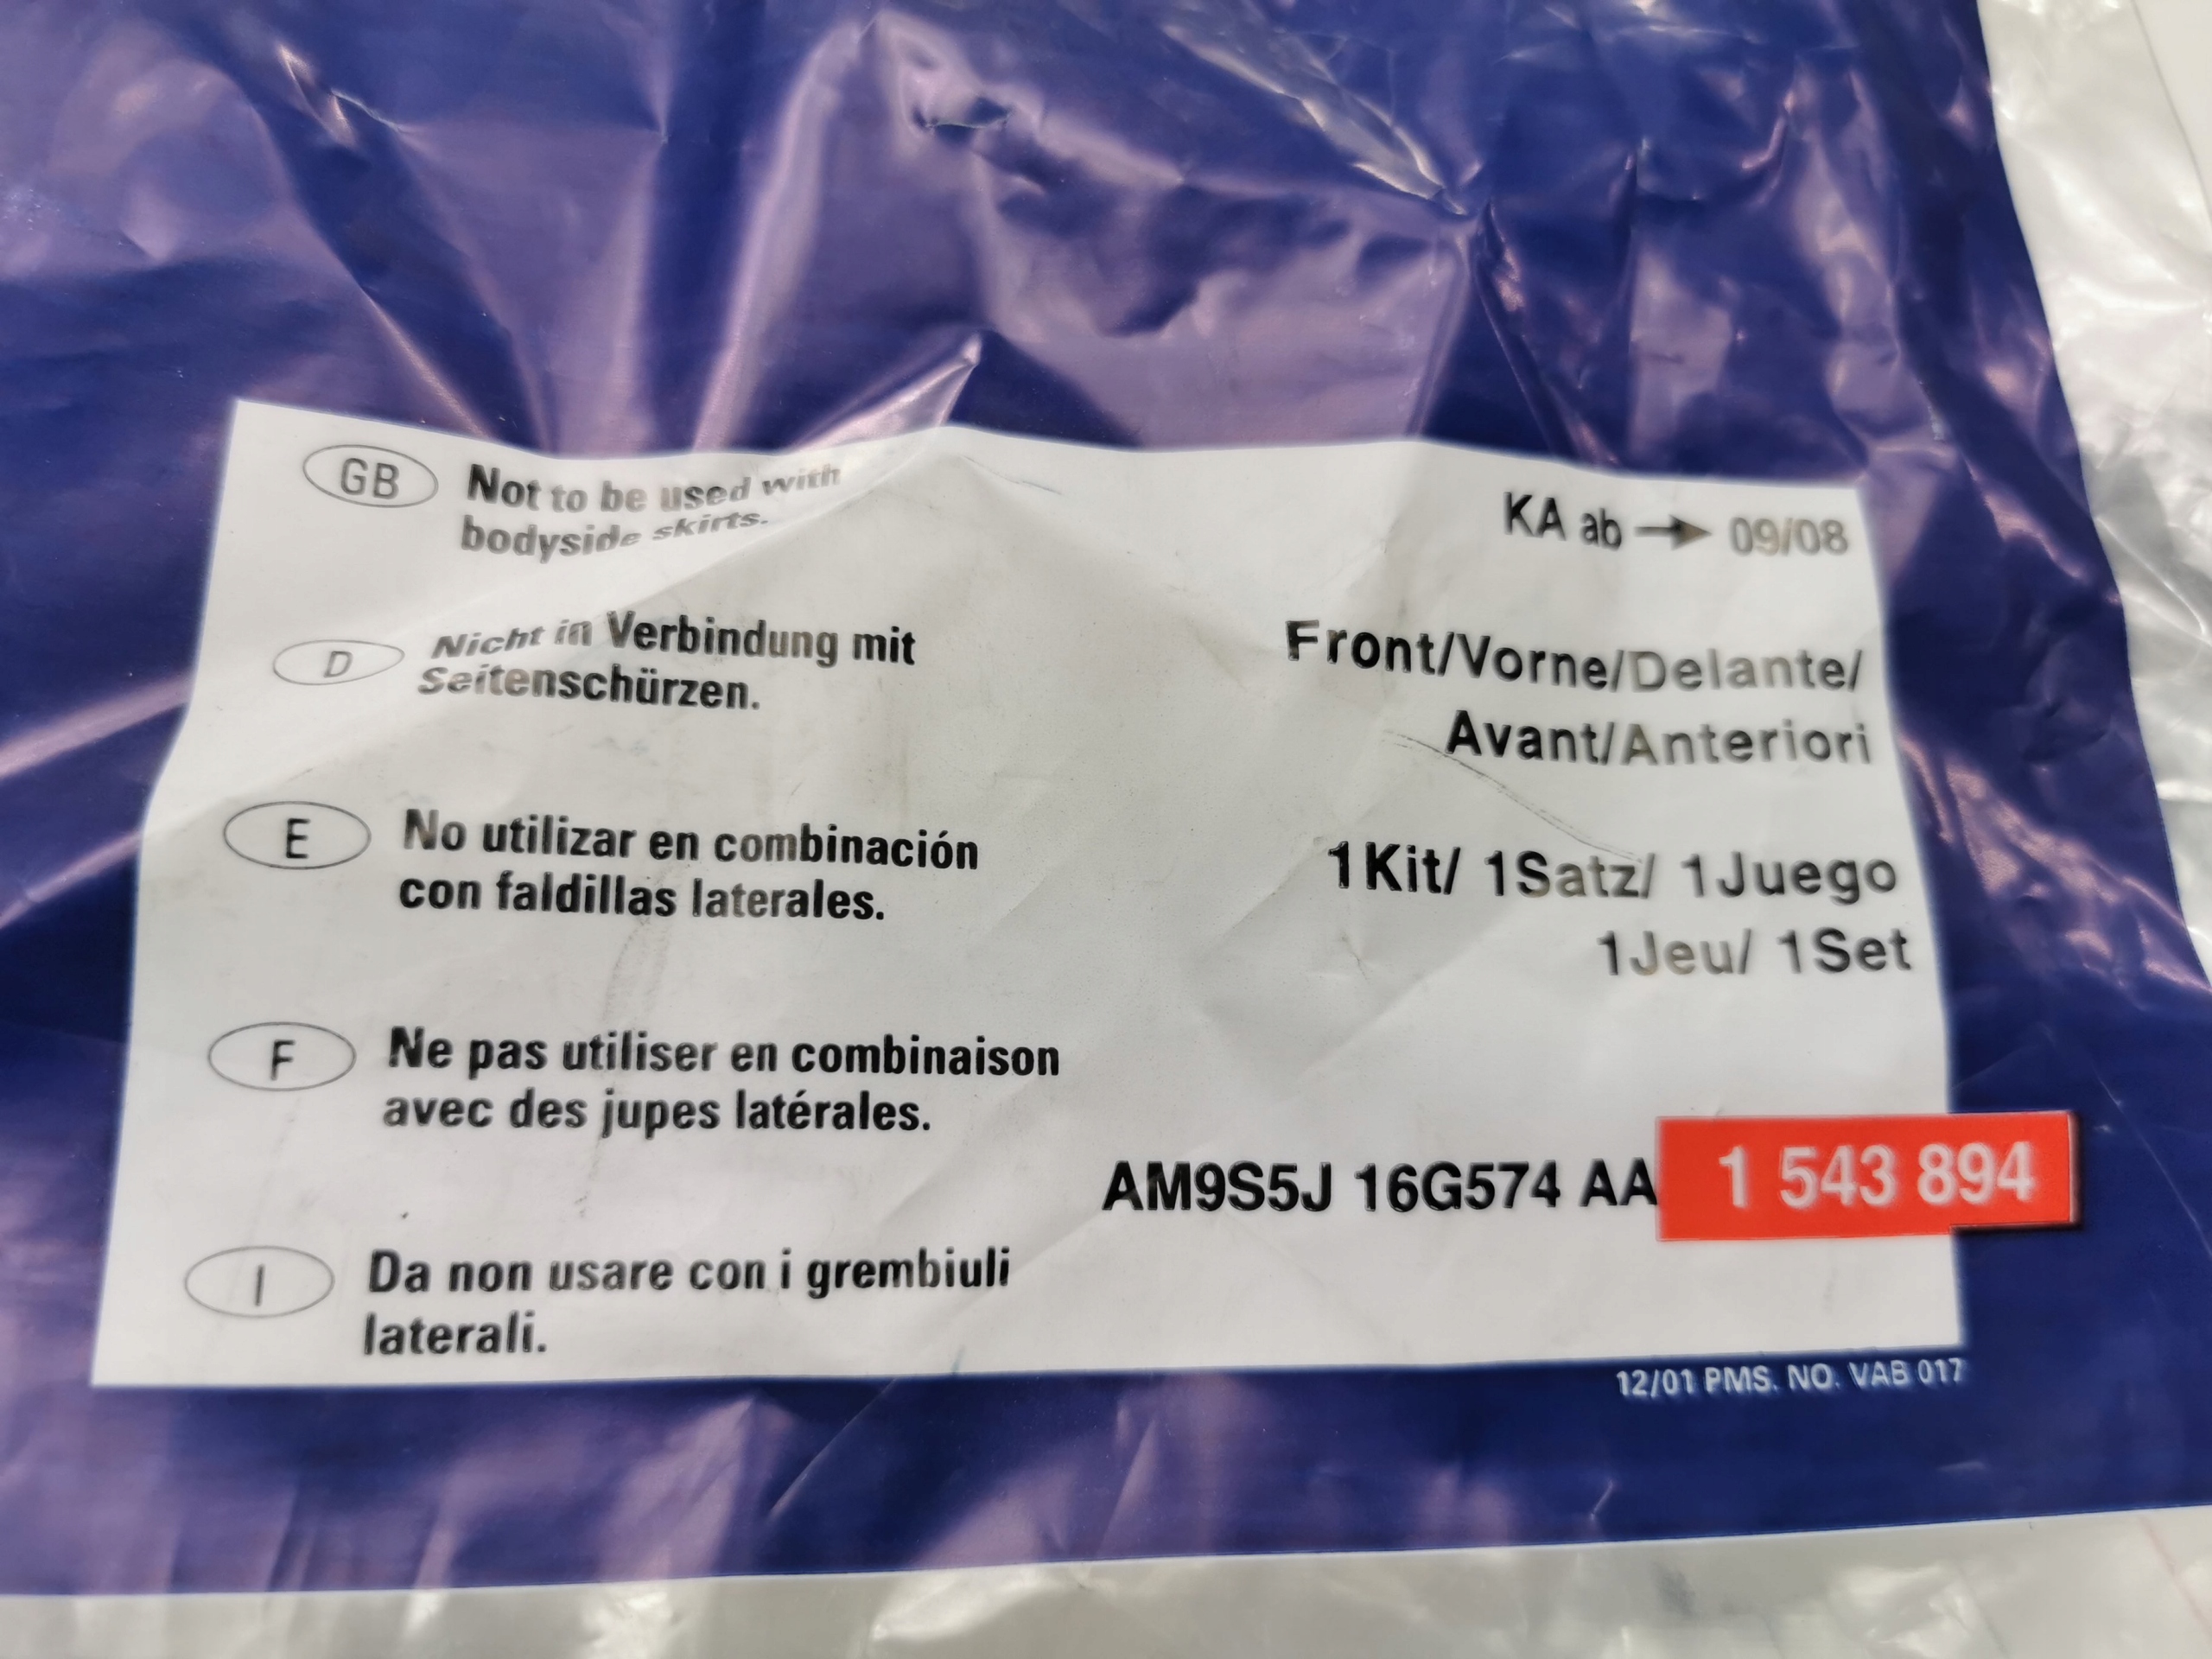 GB Not to be used with
bodyside skirts.
D Nicht in Verbindung mit
Seitenschürzen.
E No utilizar en combinación
con faldillas laterales.
F Ne pas utiliser en combinaison
avec des jupes latérales.
I Da non usare con i grembiuli
laterali.
KA ab → 09/08
Front/Vorne/Delante/
Avant/Anteriori
1Kit/ 1Satz/ 1Juego
1Jeu/ 1Set
AM9S5J 16G574 AA 1 543 894
12/01 PMS. NO. VAB 017